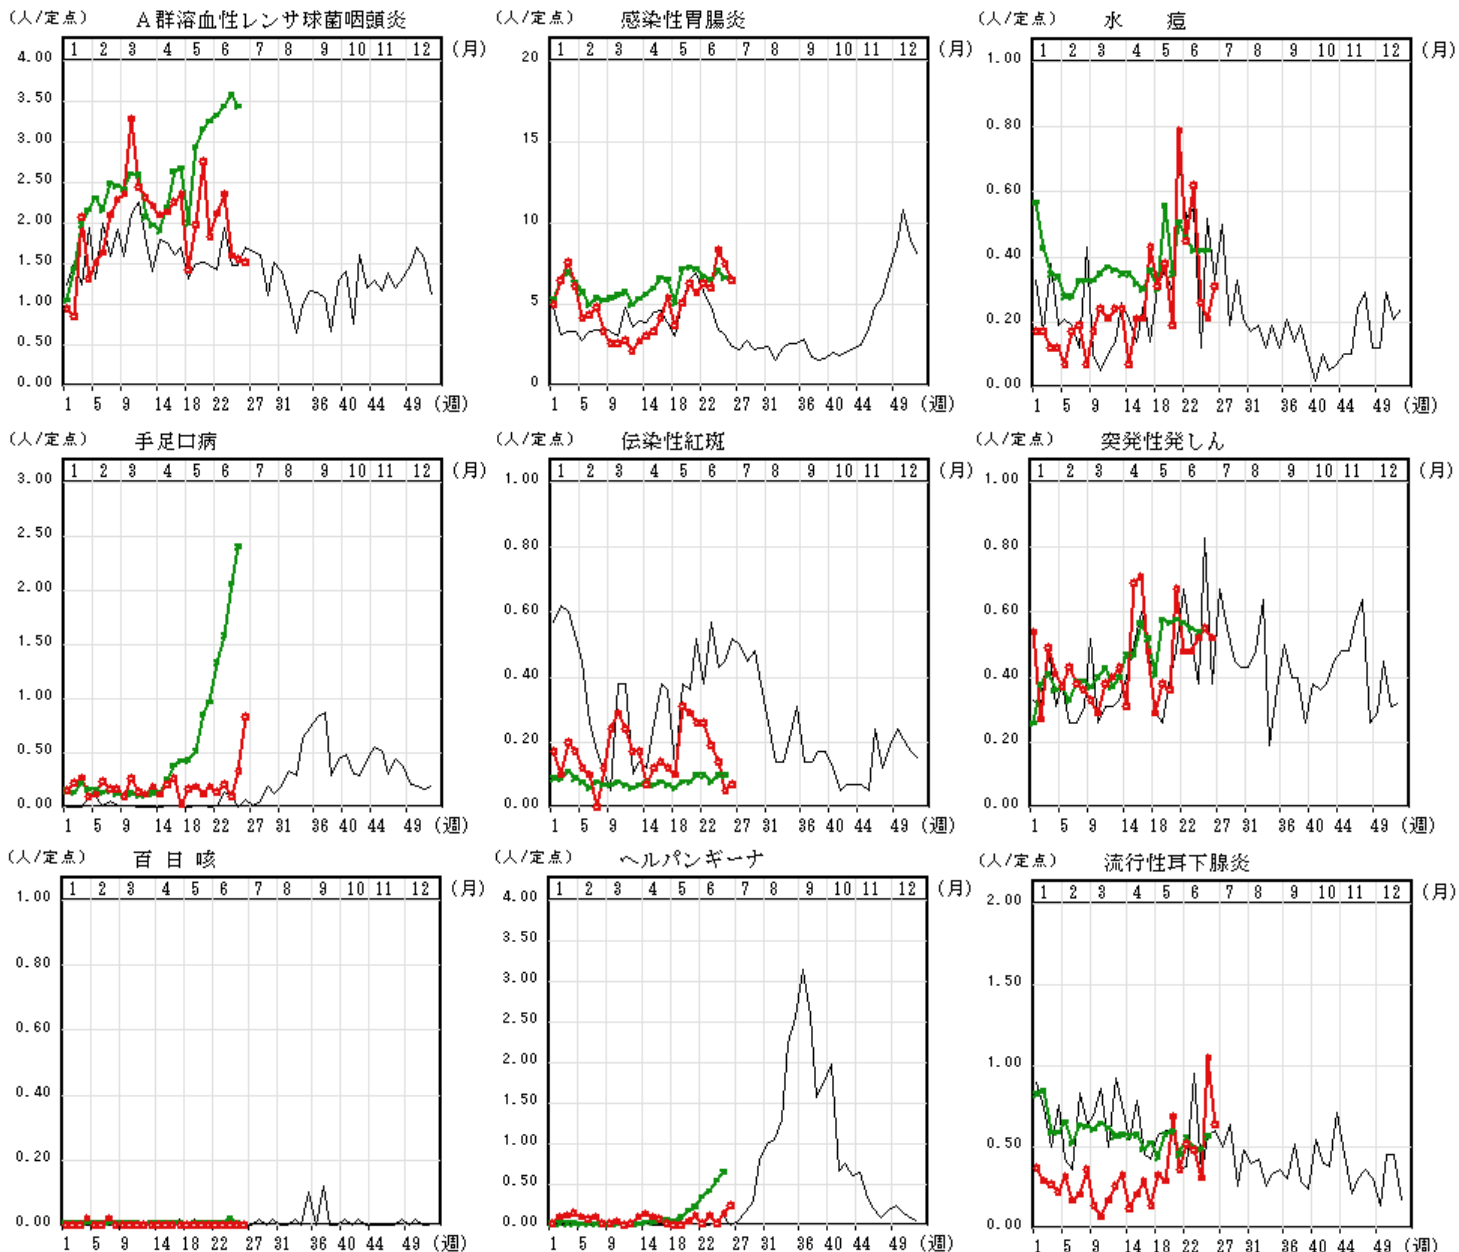 (人/定点) A群溶血性レンサ球菌咽頭炎
1 2 3 4 5 6 7 8 9 10 11 12 (月)
4.00
3.50
3.00
2.50
2.00
1.50
1.00
0.50
0.00
1 5 9 14 18 22 27 31 36 40 44 49 (週)
(人/定点) 感染性胃腸炎
1 2 3 4 5 6 7 8 9 10 11 12 (月)
20
15
10
5
0
1 5 9 14 18 22 27 31 36 40 44 49 (週)
(人/定点) 水 痘
1 2 3 4 5 6 7 8 9 10 11 12 (月)
1.00
0.80
0.60
0.40
0.20
0.00
1 5 9 14 18 22 27 31 36 40 44 49 (週)
(人/定点) 手足口病
1 2 3 4 5 6 7 8 9 10 11 12 (月)
3.00
2.50
2.00
1.50
1.00
0.50
0.00
1 5 9 14 18 22 27 31 36 40 44 49 (週)
(人/定点) 伝染性紅斑
1 2 3 4 5 6 7 8 9 10 11 12 (月)
1.00
0.80
0.60
0.40
0.20
0.00
1 5 9 14 18 22 27 31 36 40 44 49 (週)
(人/定点) 突発性発しん
1 2 3 4 5 6 7 8 9 10 11 12 (月)
1.00
0.80
0.60
0.40
0.20
0.00
1 5 9 14 18 22 27 31 36 40 44 49 (週)
(人/定点) 百 日 咳
1 2 3 4 5 6 7 8 9 10 11 12 (月)
1.00
0.80
0.60
0.40
0.20
0.00
1 5 9 14 18 22 27 31 36 40 44 49 (週)
(人/定点) ヘルパンギーナ
1 2 3 4 5 6 7 8 9 10 11 12 (月)
4.00
3.50
3.00
2.50
2.00
1.50
1.00
0.50
0.00
1 5 9 14 18 22 27 31 36 40 44 49 (週)
(人/定点) 流行性耳下腺炎
1 2 3 4 5 6 7 8 9 10 11 12 (月)
2.00
1.50
1.00
0.50
0.00
1 5 9 14 18 22 27 31 36 40 44 49 (週)